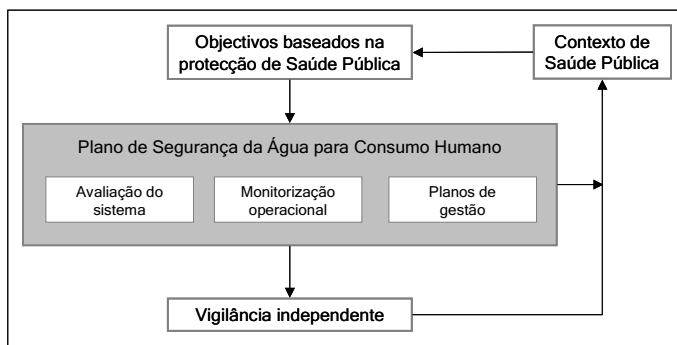 Objectivos baseados na
protecção de Saúde Pública
Contexto de
Saúde Pública
Plano de Segurança da Água para Consumo Humano
Avaliação do
sistema
Monitorização
operacional
Planos de
gestão
Vigilância independente